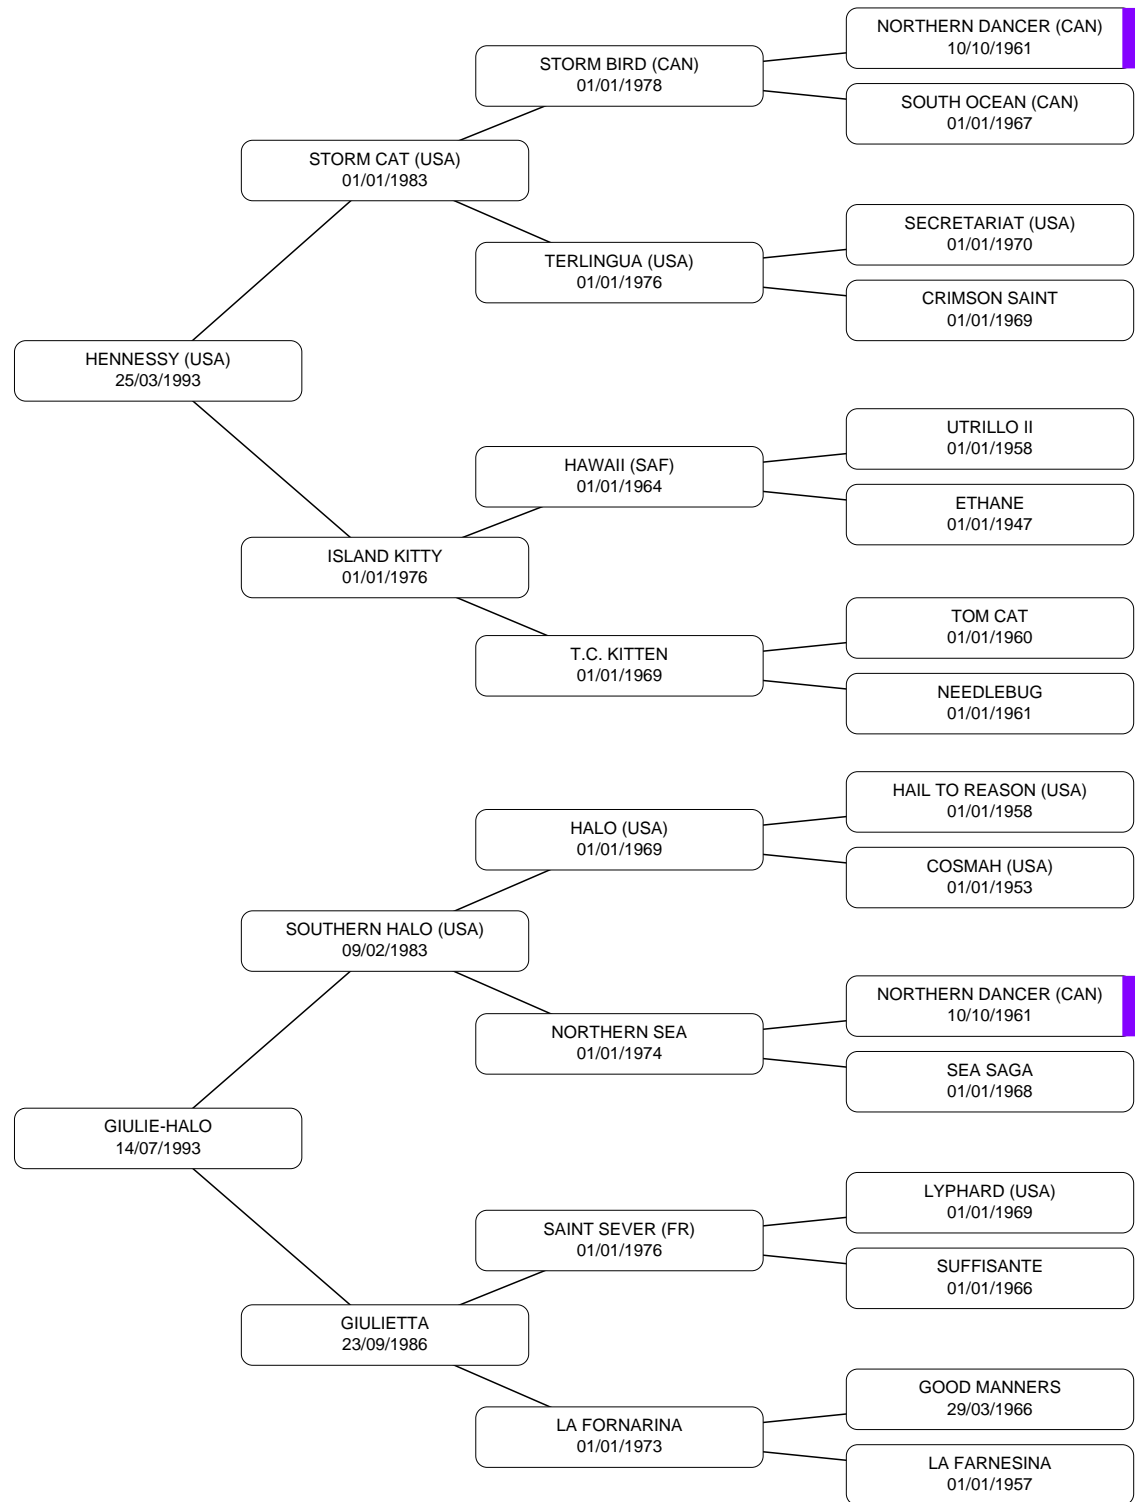 NORTHERN DANCER (CAN)
10/10/1961
STORM BIRD (CAN)
01/01/1978
SOUTH OCEAN (CAN)
01/01/1967
STORM CAT (USA)
01/01/1983
SECRETARIAT (USA)
01/01/1970
TERLINGUA (USA)
01/01/1976
CRIMSON SAINT
01/01/1969
HENNESSY (USA)
25/03/1993
UTRILLO II
01/01/1958
HAWAII (SAF)
01/01/1964
ETHANE
01/01/1947
ISLAND KITTY
01/01/1976
TOM CAT
01/01/1960
T.C. KITTEN
01/01/1969
NEEDLEBUG
01/01/1961
HAIL TO REASON (USA)
01/01/1958
HALO (USA)
01/01/1969
COSMAH (USA)
01/01/1953
SOUTHERN HALO (USA)
09/02/1983
NORTHERN DANCER (CAN)
10/10/1961
NORTHERN SEA
01/01/1974
SEA SAGA
01/01/1968
GIULIE-HALO
14/07/1993
LYPHARD (USA)
01/01/1969
SAINT SEVER (FR)
01/01/1976
SUFFISANTE
01/01/1966
GIULIETTA
23/09/1986
GOOD MANNERS
29/03/1966
LA FORNARINA
01/01/1973
LA FARNESINA
01/01/1957